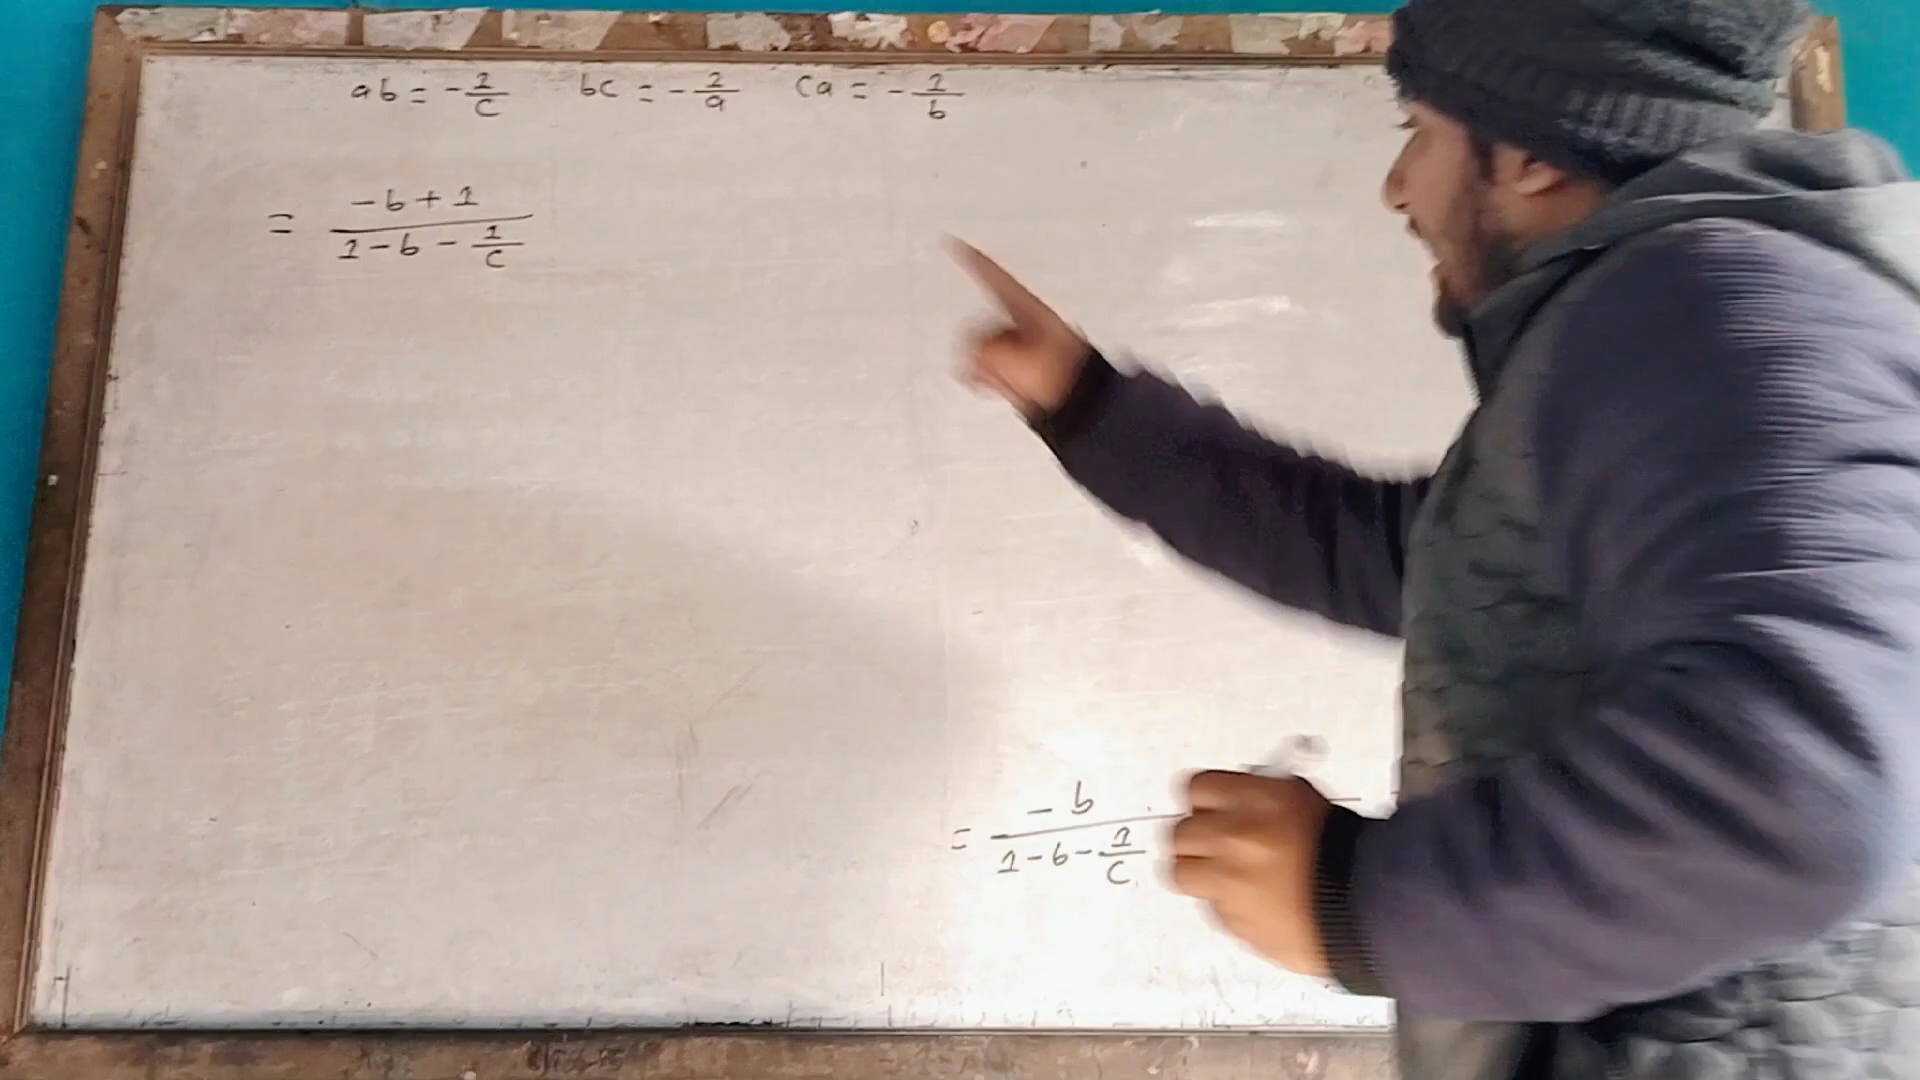 ab = -1/c bc = -1/a ca = -1/b
= (-b + 1)/(1 - b - 1/c)
= -b/(1 - b - 1/c)